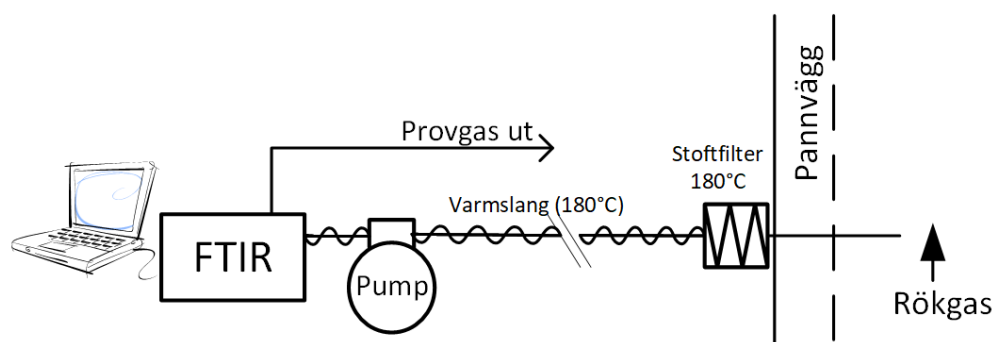 Provgas ut
Stoftfilter
180°C
Pannvägg
Varmslang (180°C)
FTIR
Pump
Rökgas